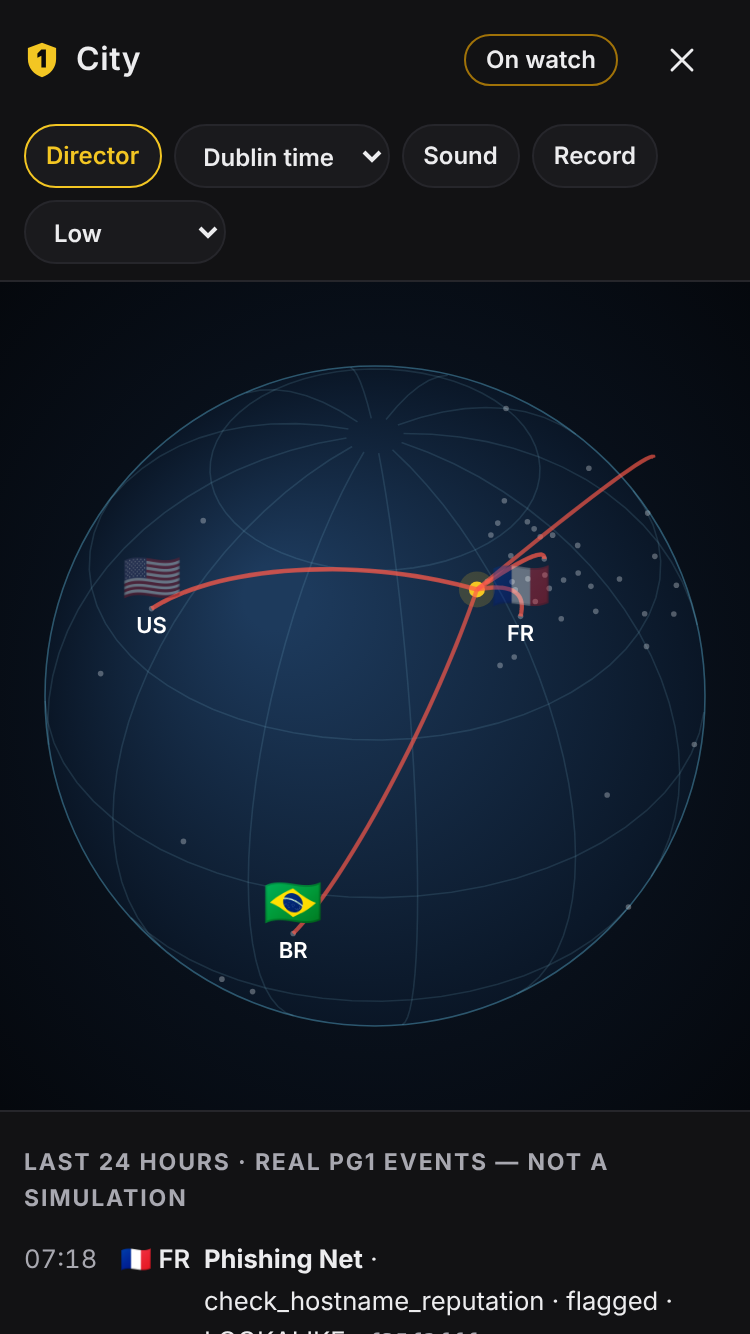 1 City
On watch
Director
Dublin time
Sound
Record
Low
US
FR
BR
LAST 24 HOURS · REAL PG1 EVENTS — NOT A
SIMULATION
07:18 FR Phishing Net ·
check_hostname_reputation · flagged ·
LOOKALIKE